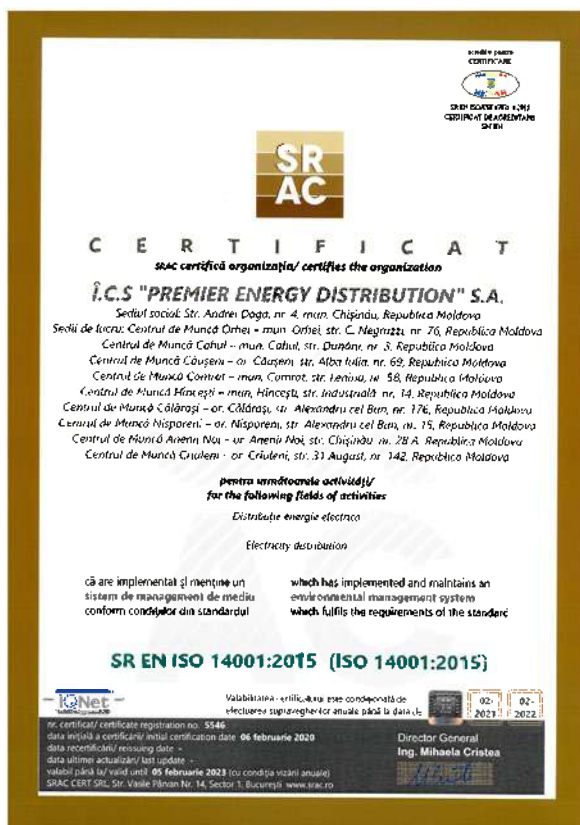 CERTIFICARE
SR
AC
CERTIFICAT
SRAC certifică organizația/ certifies the organization
Î.C.S "PREMIER ENERGY DISTRIBUTION" S.A.
Sediul social: Str. Andrei Doga, nr. 4, mun. Chișinău, Republica Moldova
Sedii de lucru: Centrul de Muncă Orhei – mun. Orhei, str. C. Negruzzi, nr. 76, Republica Moldova
Centrul de Muncă Cahul – mun. Cahul, str. Dunării, nr. 3, Republica Moldova
Centrul de Muncă Căușeni – or. Căușeni, str. Alba Iulia, nr. 69, Republica Moldova
Centrul de Muncă Comrat – mun. Comrat, str. Lenina, nr. 58, Republica Moldova
Centrul de Muncă Hîncești – mun. Hîncești, str. Industrială, nr. 14, Republica Moldova
Centrul de Muncă Călărași – or. Călărași, str. Alexandru cel Bun, nr. 176, Republica Moldova
Centrul de Muncă Nisporeni – or. Nisporeni, str. Alexandru cel Bun, nr. 15, Republica Moldova
Centrul de Muncă Anenii Noi – or. Anenii Noi, str. Chișinău, nr. 28 A, Republica Moldova
Centrul de Muncă Criuleni – or. Criuleni, str. 31 August, nr. 142, Republica Moldova
pentru următoarele activități/
for the following fields of activities
Distribuție energie electrica
Electricity distribution
că are implementat și menține un
sistem de management de mediu
conform condițiilor din standardul
which has implemented and maintains an
environmental management system
which fulfils the requirements of the standard
SR EN ISO 14001:2015 (ISO 14001:2015)
IQNet
Valabilitatea certificatului este condiționată de
efectuarea supravegherilor anuale până la data de
02-
2021
02-
2022
nr. certificat/ certificate registration no. 5546
data inițială a certificării/ initial certification date 06 februarie 2020
data recertificării/ reissuing date -
data ultimei actualizări/ last update -
valabil până la/ valid until 05 februarie 2023 (cu condiția vizării anuale)
SRAC CERT SRL, Str. Vasile Pârvan Nr. 14, Sector 1, București www.srac.ro
Director General
Ing. Mihaela Cristea